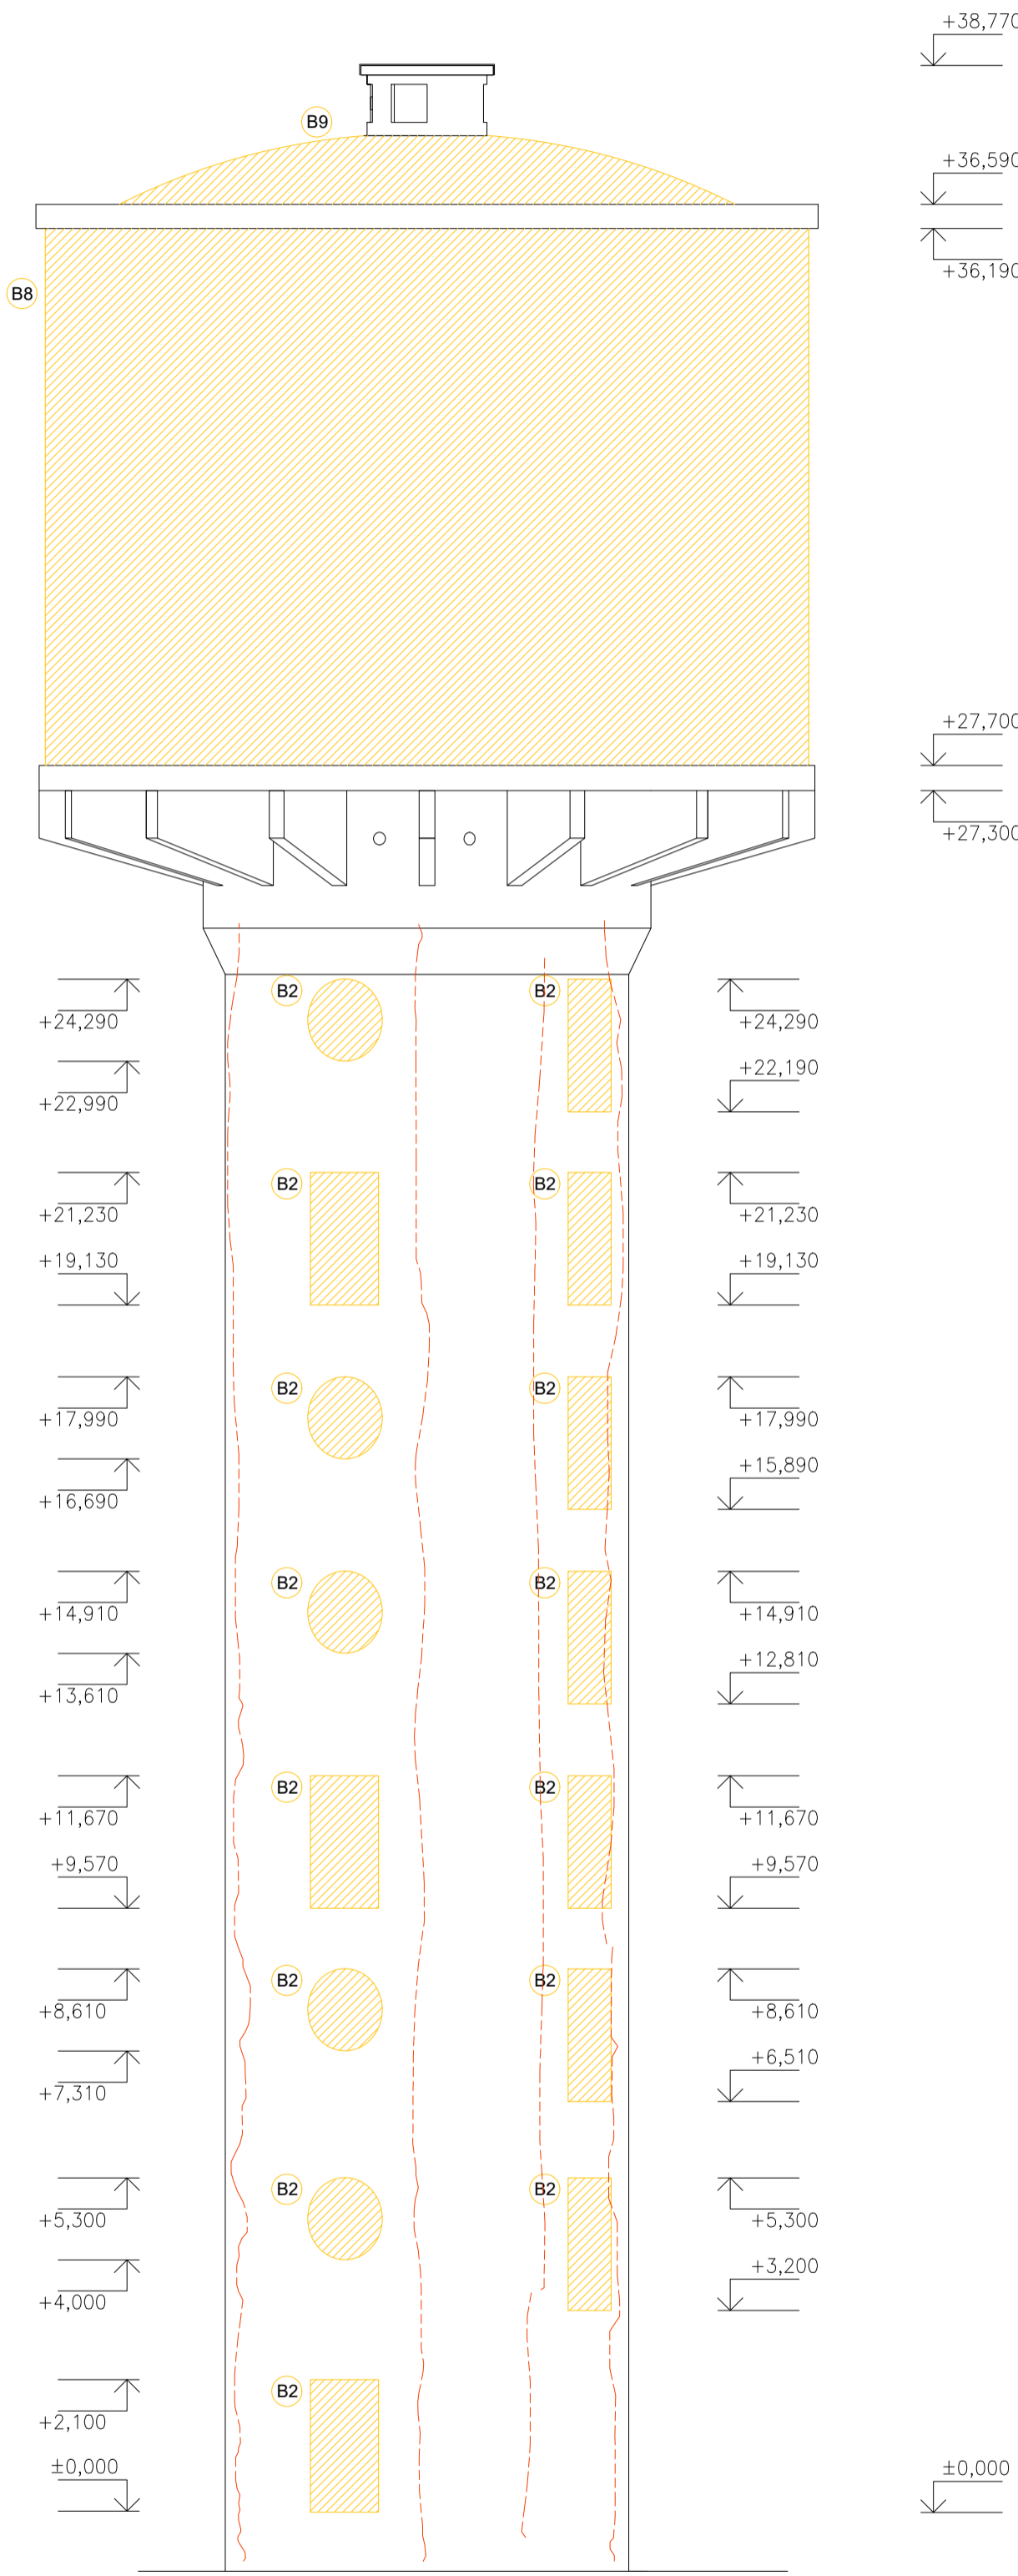 +38,770
B9
+36,590
+36,190
B8
+27,700
+27,300
B2 B2
+24,290 +24,290
+22,190
+22,990
B2 B2
+21,230 +21,230
+19,130 +19,130
B2 B2
+17,990 +17,990
+15,890
+16,690
B2 B2
+14,910 +14,910
+12,810
+13,610
B2 B2
+11,670 +11,670
+9,570 +9,570
B2 B2
+8,610 +8,610
+6,510
+7,310
B2 B2
+5,300 +5,300
+3,200
+4,000
B2
+2,100
±0,000 ±0,000